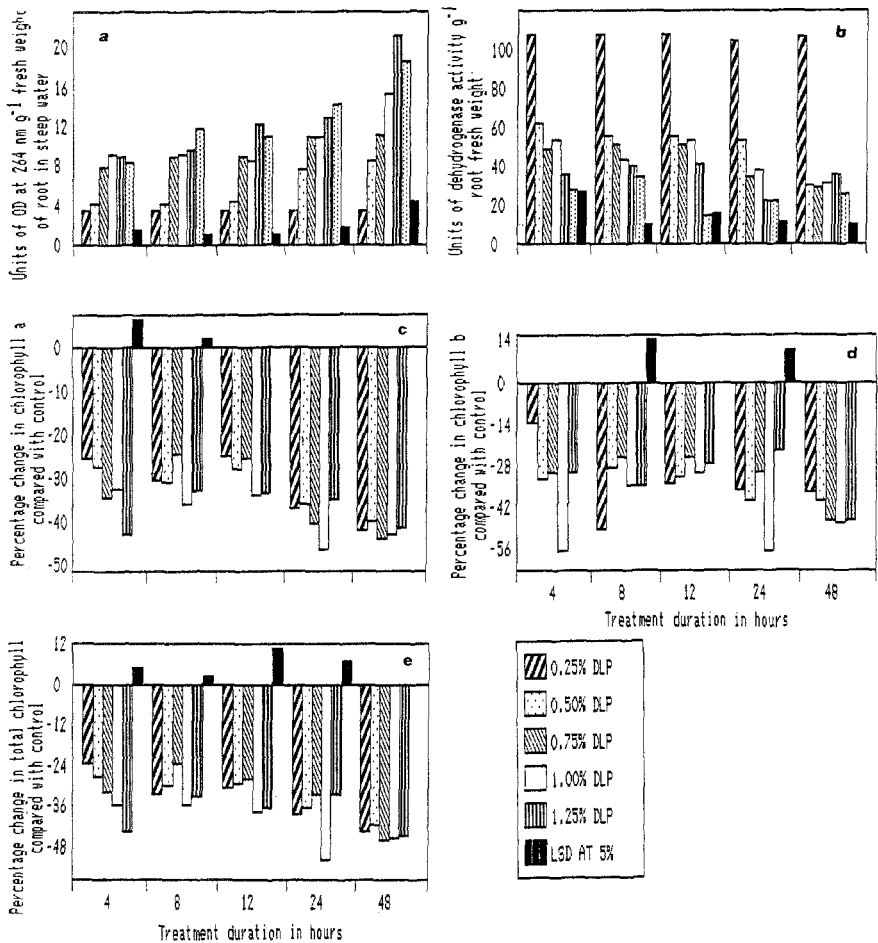 a
Units of OD at 264 nm g-1 fresh weight
of root in steep water
20
16
12
8
4
0
b
Units of dehydrogenase activity g-1
root fresh weight
100
80
60
40
20
0
c
Percentage change in chlorophyll a
compared with control
0
-10
-20
-30
-40
-50
d
Percentage change in chlorophyll b
compared with control
14
0
-14
-28
-42
-56
4 8 12 24 48
Treatment duration in hours
e
Percentage change in total chlorophyll
compared with control
12
0
-12
-24
-36
-48
4 8 12 24 48
Treatment duration in hours
0.25% DLP
0.50% DLP
0.75% DLP
1.00% DLP
1.25% DLP
LSD AT 5%